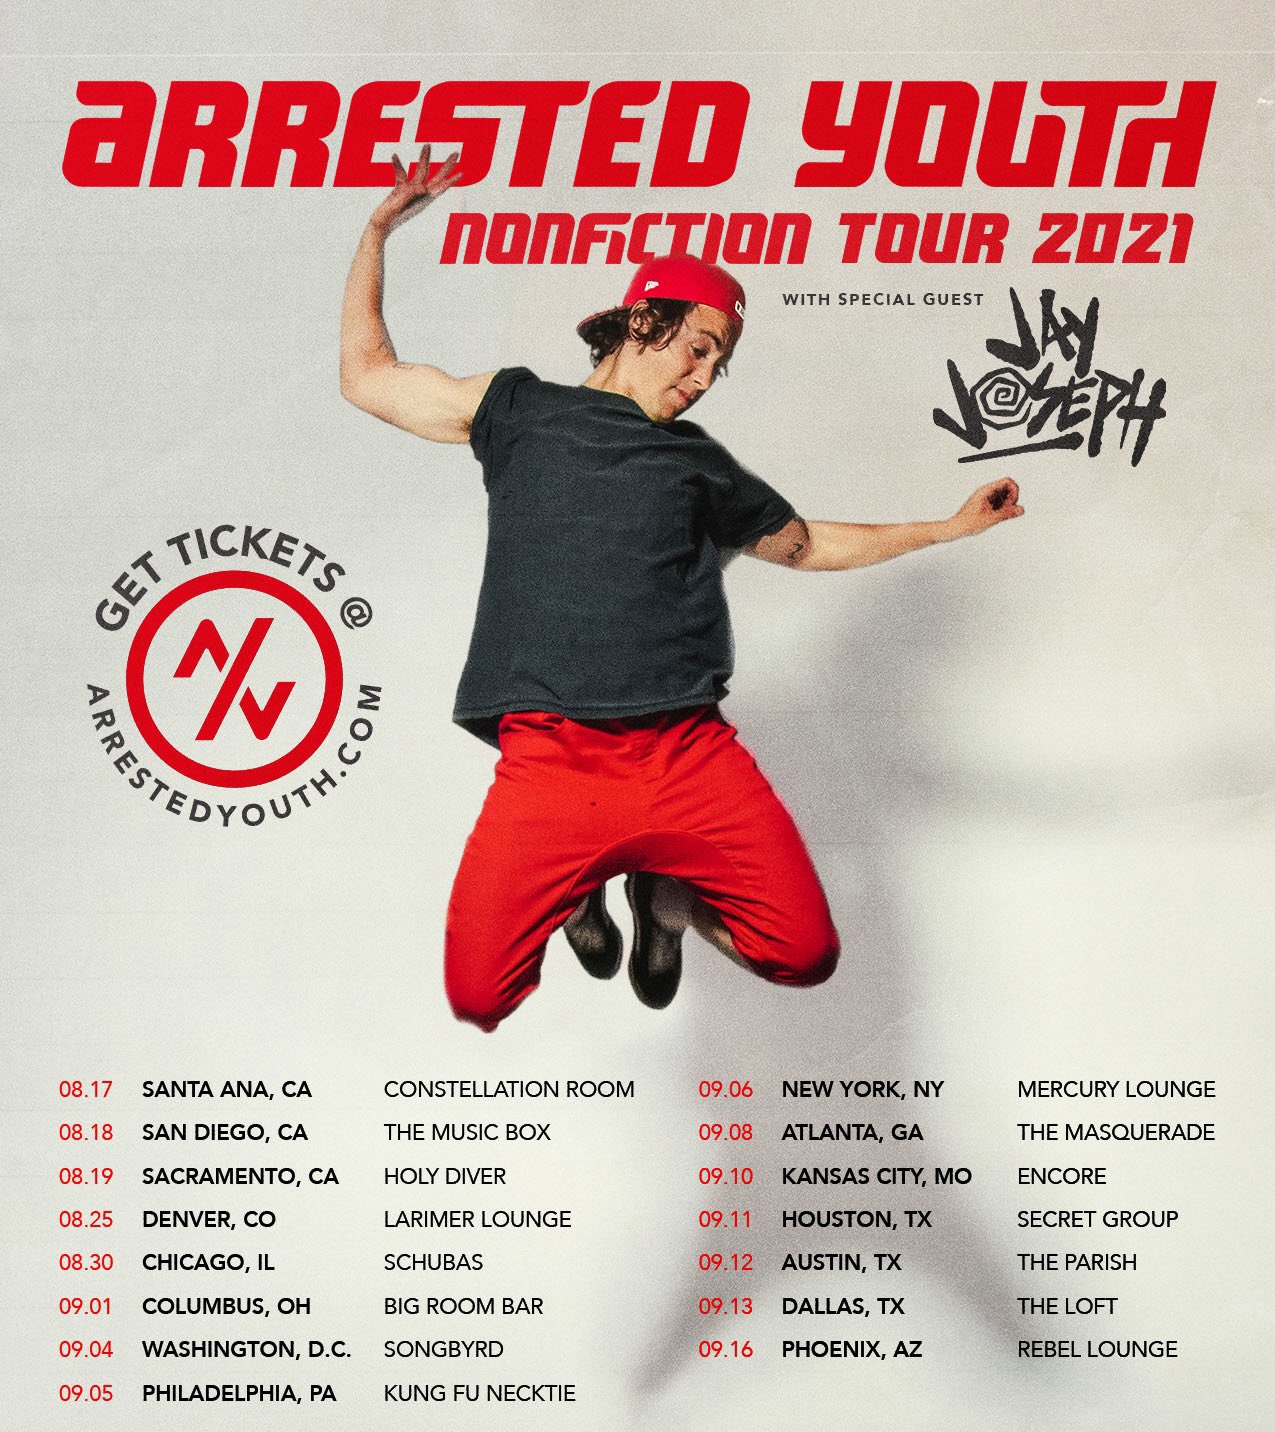 ARRESTED YOUTH
NONFICTION TOUR 2021
WITH SPECIAL GUEST
JAY
JOSEPH
GET TICKETS @
ARRESTEDYOUTH.COM
08.17 SANTA ANA, CA CONSTELLATION ROOM
08.18 SAN DIEGO, CA THE MUSIC BOX
08.19 SACRAMENTO, CA HOLY DIVER
08.25 DENVER, CO LARIMER LOUNGE
08.30 CHICAGO, IL SCHUBAS
09.01 COLUMBUS, OH BIG ROOM BAR
09.04 WASHINGTON, D.C. SONGBYRD
09.05 PHILADELPHIA, PA KUNG FU NECKTIE
09.06 NEW YORK, NY MERCURY LOUNGE
09.08 ATLANTA, GA THE MASQUERADE
09.10 KANSAS CITY, MO ENCORE
09.11 HOUSTON, TX SECRET GROUP
09.12 AUSTIN, TX THE PARISH
09.13 DALLAS, TX THE LOFT
09.16 PHOENIX, AZ REBEL LOUNGE